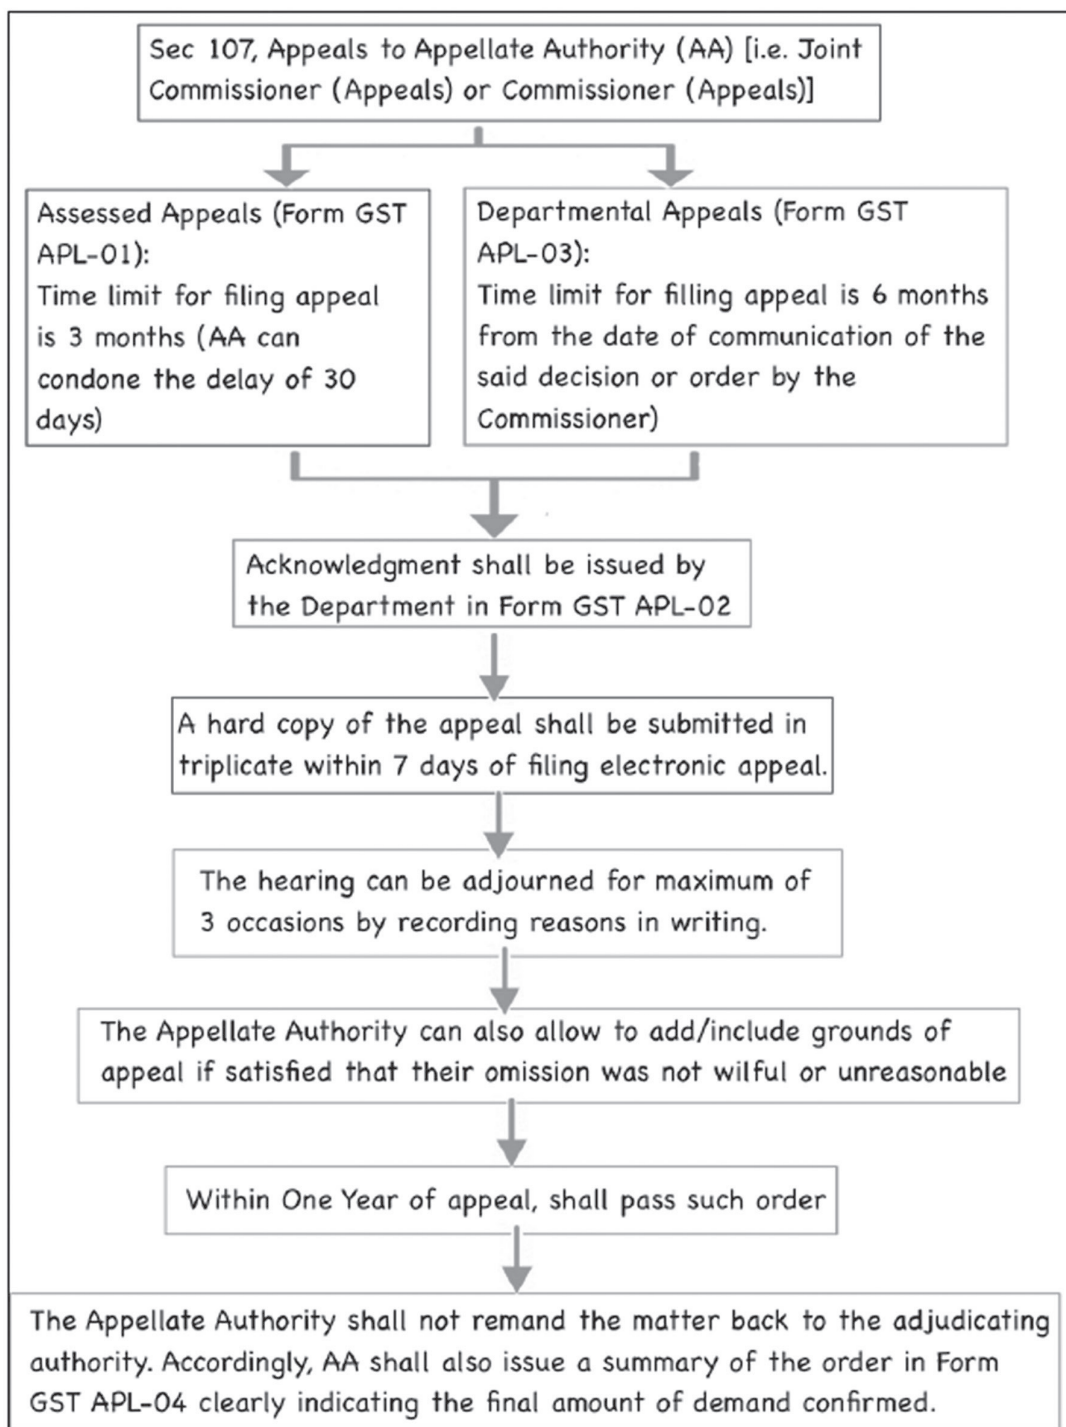 Sec 107, Appeals to Appellate Authority (AA) [i.e. Joint
Commissioner (Appeals) or Commissioner (Appeals)]
Assessed Appeals (Form GST
APL-01):
Time limit for filing appeal
is 3 months (AA can
condone the delay of 30
days)
Departmental Appeals (Form GST
APL-03):
Time limit for filling appeal is 6 months
from the date of communication of the
said decision or order by the
Commissioner)
Acknowledgment shall be issued by
the Department in Form GST APL-02
A hard copy of the appeal shall be submitted in
triplicate within 7 days of filing electronic appeal.
The hearing can be adjourned for maximum of
3 occasions by recording reasons in writing.
The Appellate Authority can also allow to add/include grounds of
appeal if satisfied that their omission was not wilful or unreasonable
Within One Year of appeal, shall pass such order
The Appellate Authority shall not remand the matter back to the adjudicating
authority. Accordingly, AA shall also issue a summary of the order in Form
GST APL-04 clearly indicating the final amount of demand confirmed.